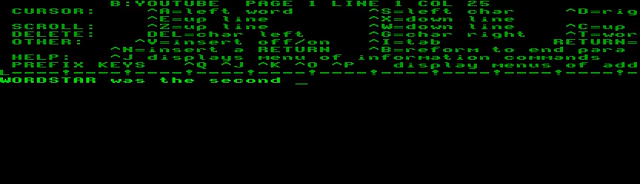 B:YOUTUBE PAGE 1 LINE 1 COL 25
CURSOR: ^A=left word ^S=left char ^D=rig
^E=up line ^X=down line
SCROLL: ^Z=up line ^W=down line ^C=up
DELETE: DEL=char left ^G=char right ^T=wor
OTHER: ^V=insert off/on ^I=tab RETURN=
^N=insert a RETURN ^B=reform to end para
HELP: ^J displays menu of information commands
PREFIX KEYS ^Q ^J ^K ^O ^P display menus of add
L----!----!----!----!----!----!----!----!----!----!----!--
WORDSTAR was the second _